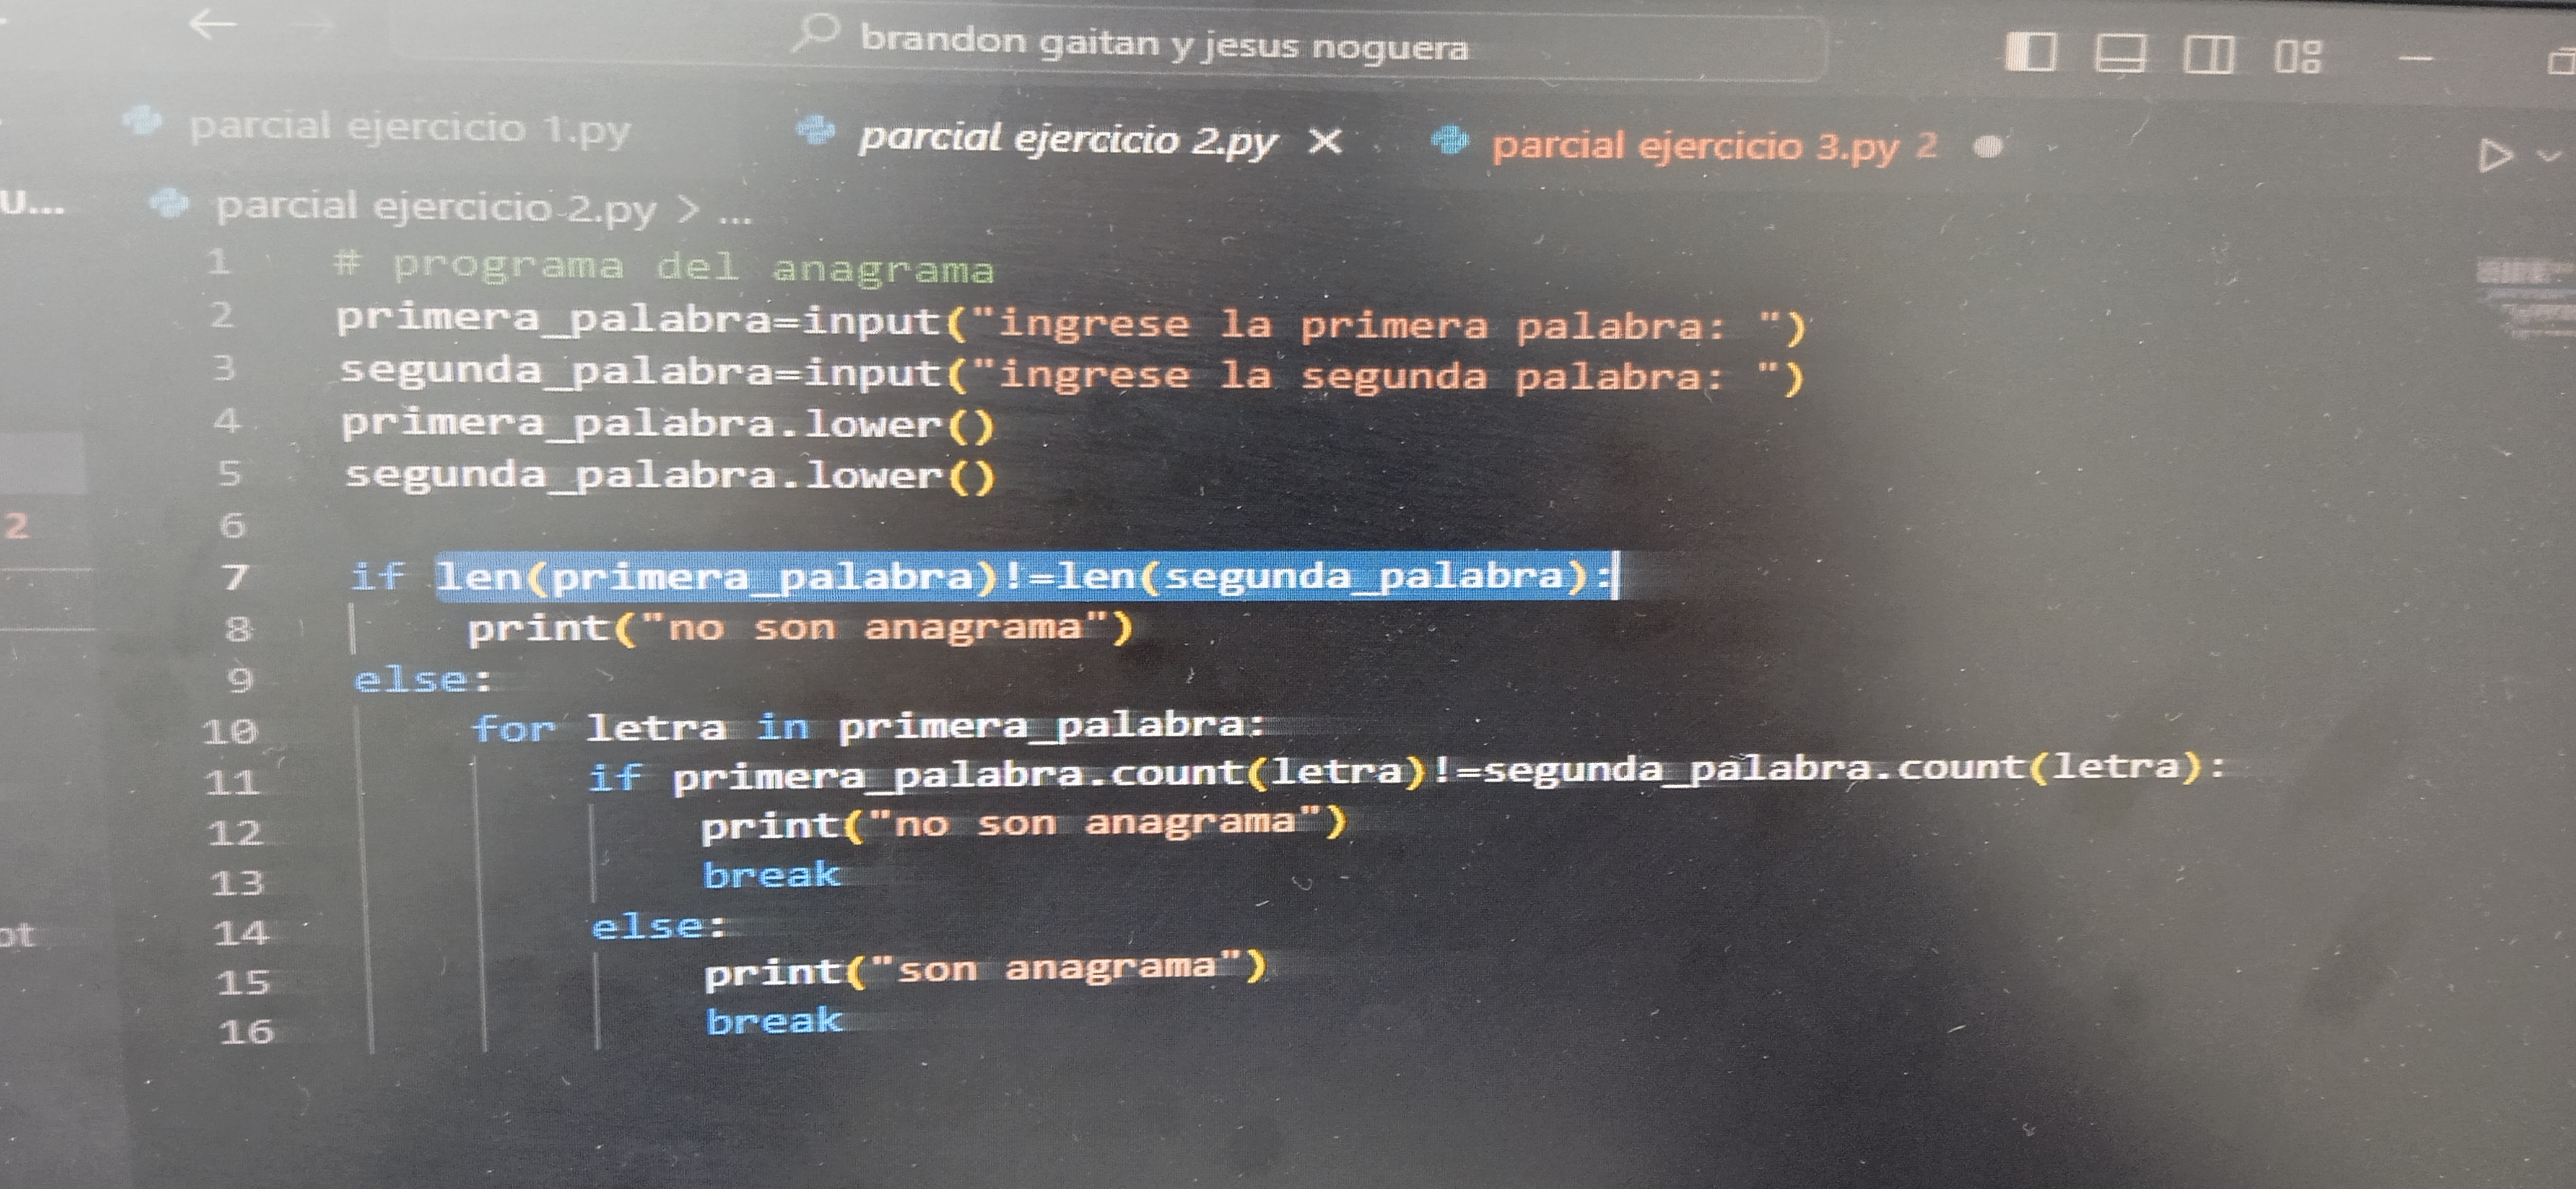 brandon gaitan y jesus noguera
parcial ejercicio 1.py
parcial ejercicio 2.py
parcial ejercicio 3.py 2
U...
parcial ejercicio 2.py > ...
1 # programa del anagrama
2 primera_palabra=input("ingrese la primera palabra: ")
3 segunda_palabra=input("ingrese la segunda palabra: ")
4 primera_palabra.lower()
5 segunda_palabra.lower()
2
6
7 if len(primera_palabra)!=len(segunda_palabra):
8 print("no son anagrama")
9 else:
10 for letra in primera_palabra:
11 if primera_palabra.count(letra)!=segunda_palabra.count(letra):
12 print("no son anagrama")
13 break
ot
14 else:
15 print("son anagrama")
16 break